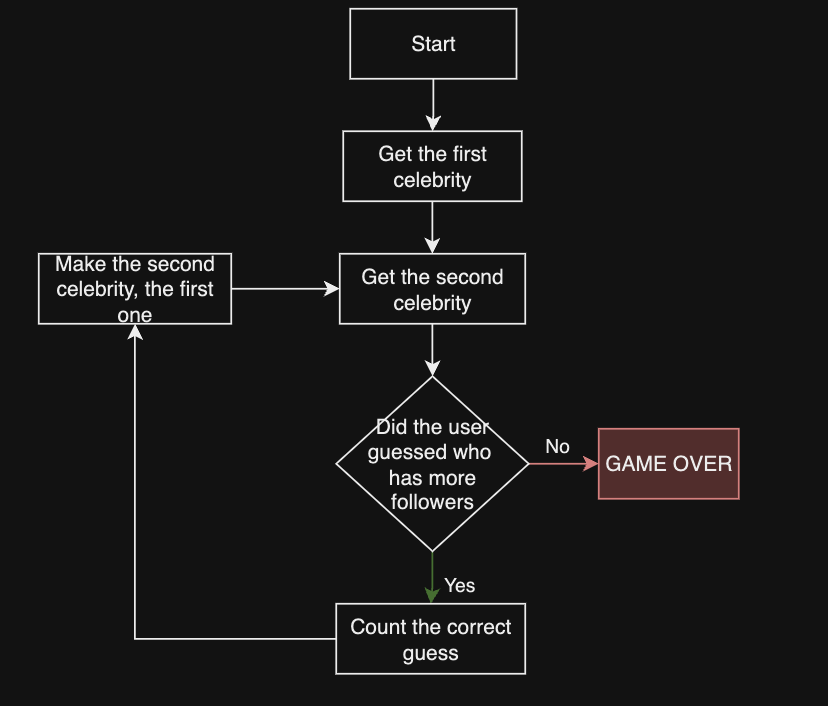 Start
Get the first
celebrity
Make the second
celebrity, the first
one
Get the second
celebrity
Did the user
guessed who
has more
followers
No
GAME OVER
Yes
Count the correct
guess